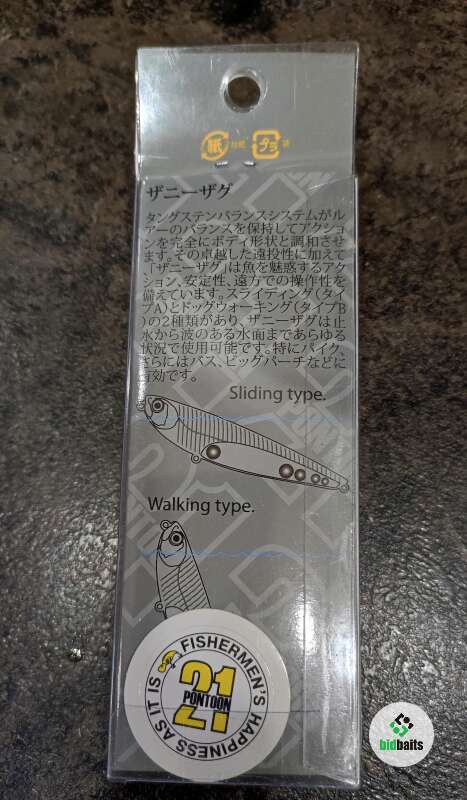 紙
タラ
ザニーザグ
タングステンバランスシステムがル
アーのバランスを保持してアクショ
ンを完全にボディ形状と調和させ
ます。その卓越した遠投性に加えて
、「ザニーザグ」は魚を魅惑するアク
ション、安定性、遠方での操作性を
備えています。スライディング(タイ
プA)とドッグウォーキング(タイプB
)の2種類があり、ザニーザグは止
水から波のある水面まであらゆる
状況で使用可能です。特にパイク、
さらにはバス、ビッグパーチなどに
有効です。
Sliding type.
Walking type.
FISHERMEN'S HAPPINESS AS IT IS
PONTOON
21
bidbaits